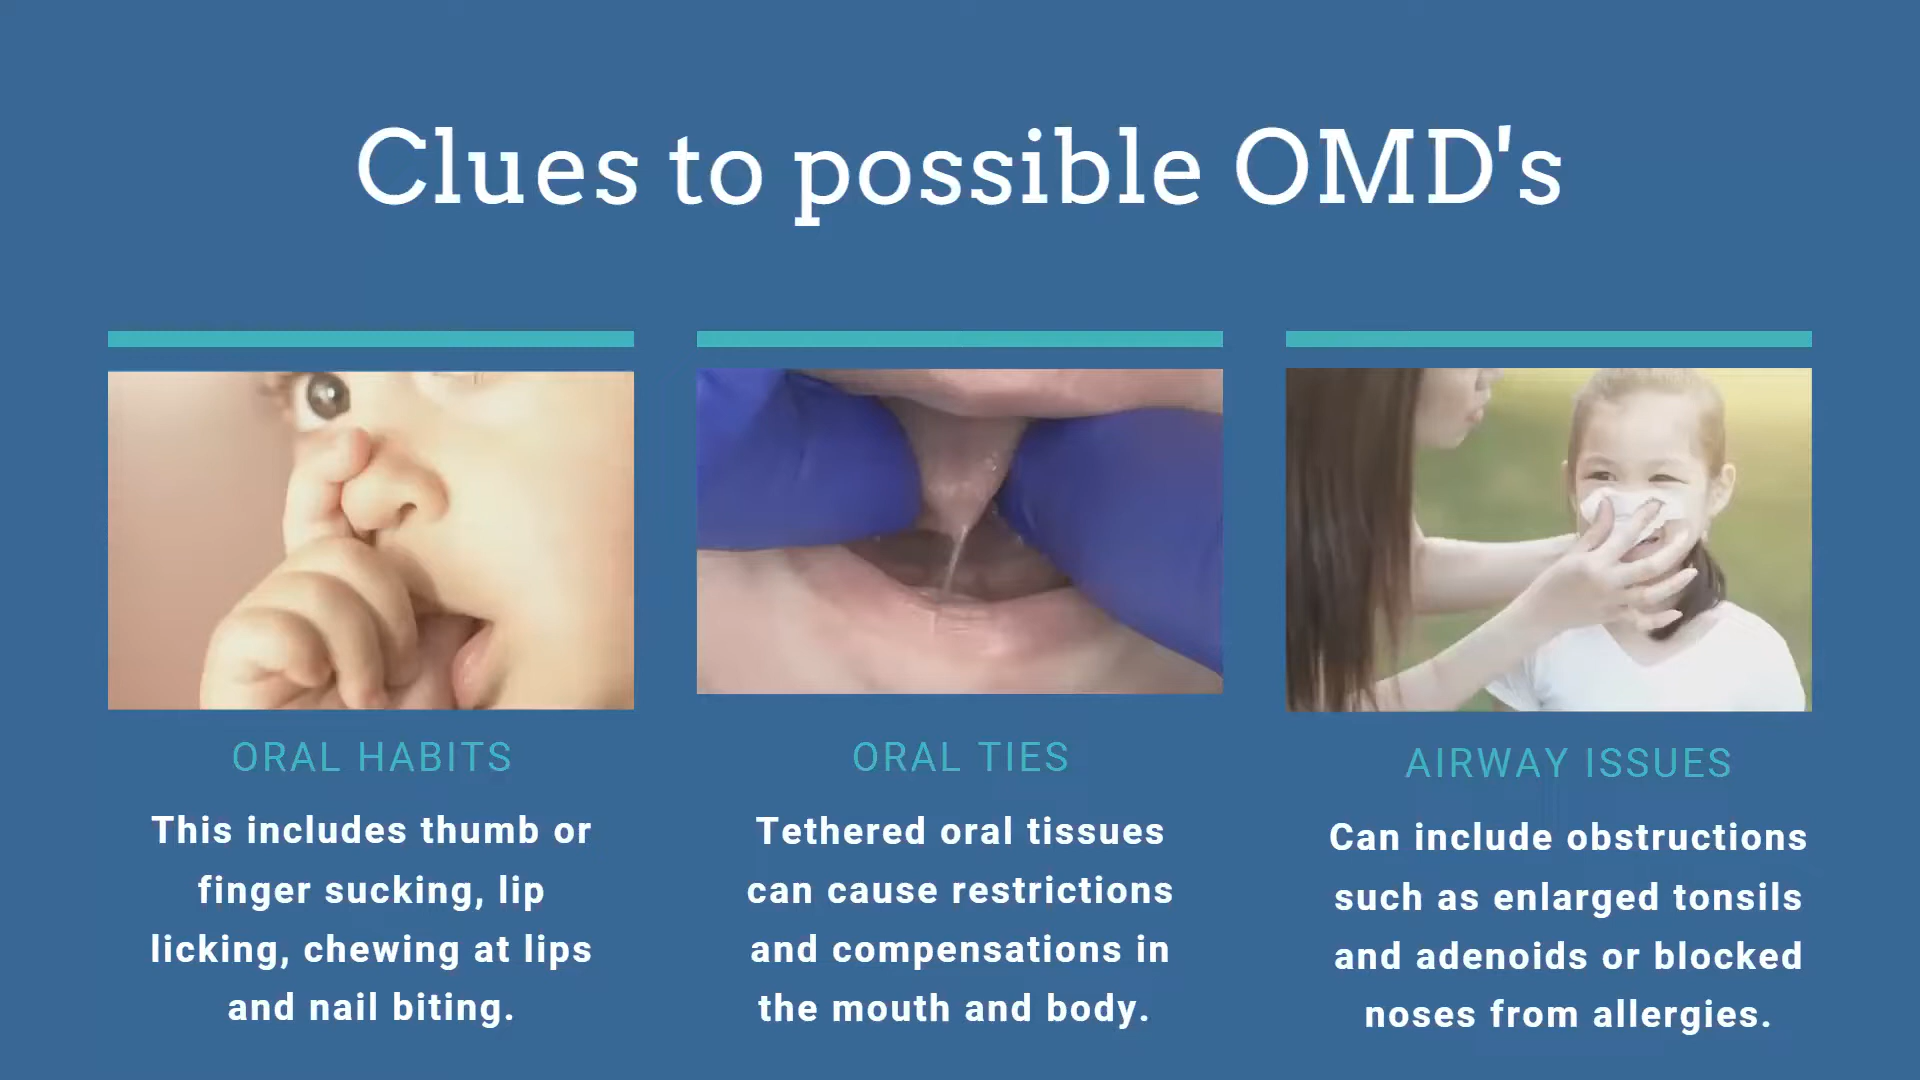 Clues to possible OMD's
ORAL HABITS
This includes thumb or
finger sucking, lip
licking, chewing at lips
and nail biting.
ORAL TIES
Tethered oral tissues
can cause restrictions
and compensations in
the mouth and body.
AIRWAY ISSUES
Can include obstructions
such as enlarged tonsils
and adenoids or blocked
noses from allergies.